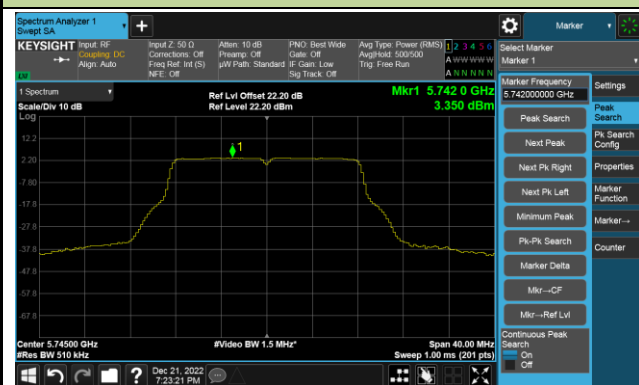 Spectrum Analyzer 1
Swept SA
+
Marker
KEYSIGHT Input: RF
Coupling: DC
Align: Auto
Input Z: 50 Ω
Corrections: Off
Freq Ref: Int (S)
NFE: Off
Atten: 10 dB
Preamp: Off
µW Path: Standard
PNO: Best Wide
Gate: Off
IF Gain: Low
Sig Track: Off
Avg Type: Power (RMS)
Avg|Hold: 500/500
Trig: Free Run
1 2 3 4 5 6
A WW WW W
A N N N N N
LXI
Select Marker
Marker 1
1 Spectrum
Scale/Div 10 dB
Log
Ref Lvl Offset 22.20 dB
Ref Level 22.20 dBm
Mkr1 5.742 0 GHz
3.350 dBm
12.2
2.20
-7.80
-17.8
-27.8
-37.8
-47.8
-57.8
-67.8
1
Center 5.74500 GHz
#Res BW 510 kHz
#Video BW 1.5 MHz*
Span 40.00 MHz
Sweep 1.00 ms (201 pts)
Marker Frequency
5.742000000 GHz
Peak Search
Next Peak
Next Pk Right
Next Pk Left
Minimum Peak
Pk-Pk Search
Marker Delta
Mkr→CF
Mkr→Ref Lvl
Continuous Peak
Search
On
Off
Settings
Peak
Search
Pk Search
Config
Properties
Marker
Function
Marker→
Counter
?
Dec 21, 2022
7:23:21 PM